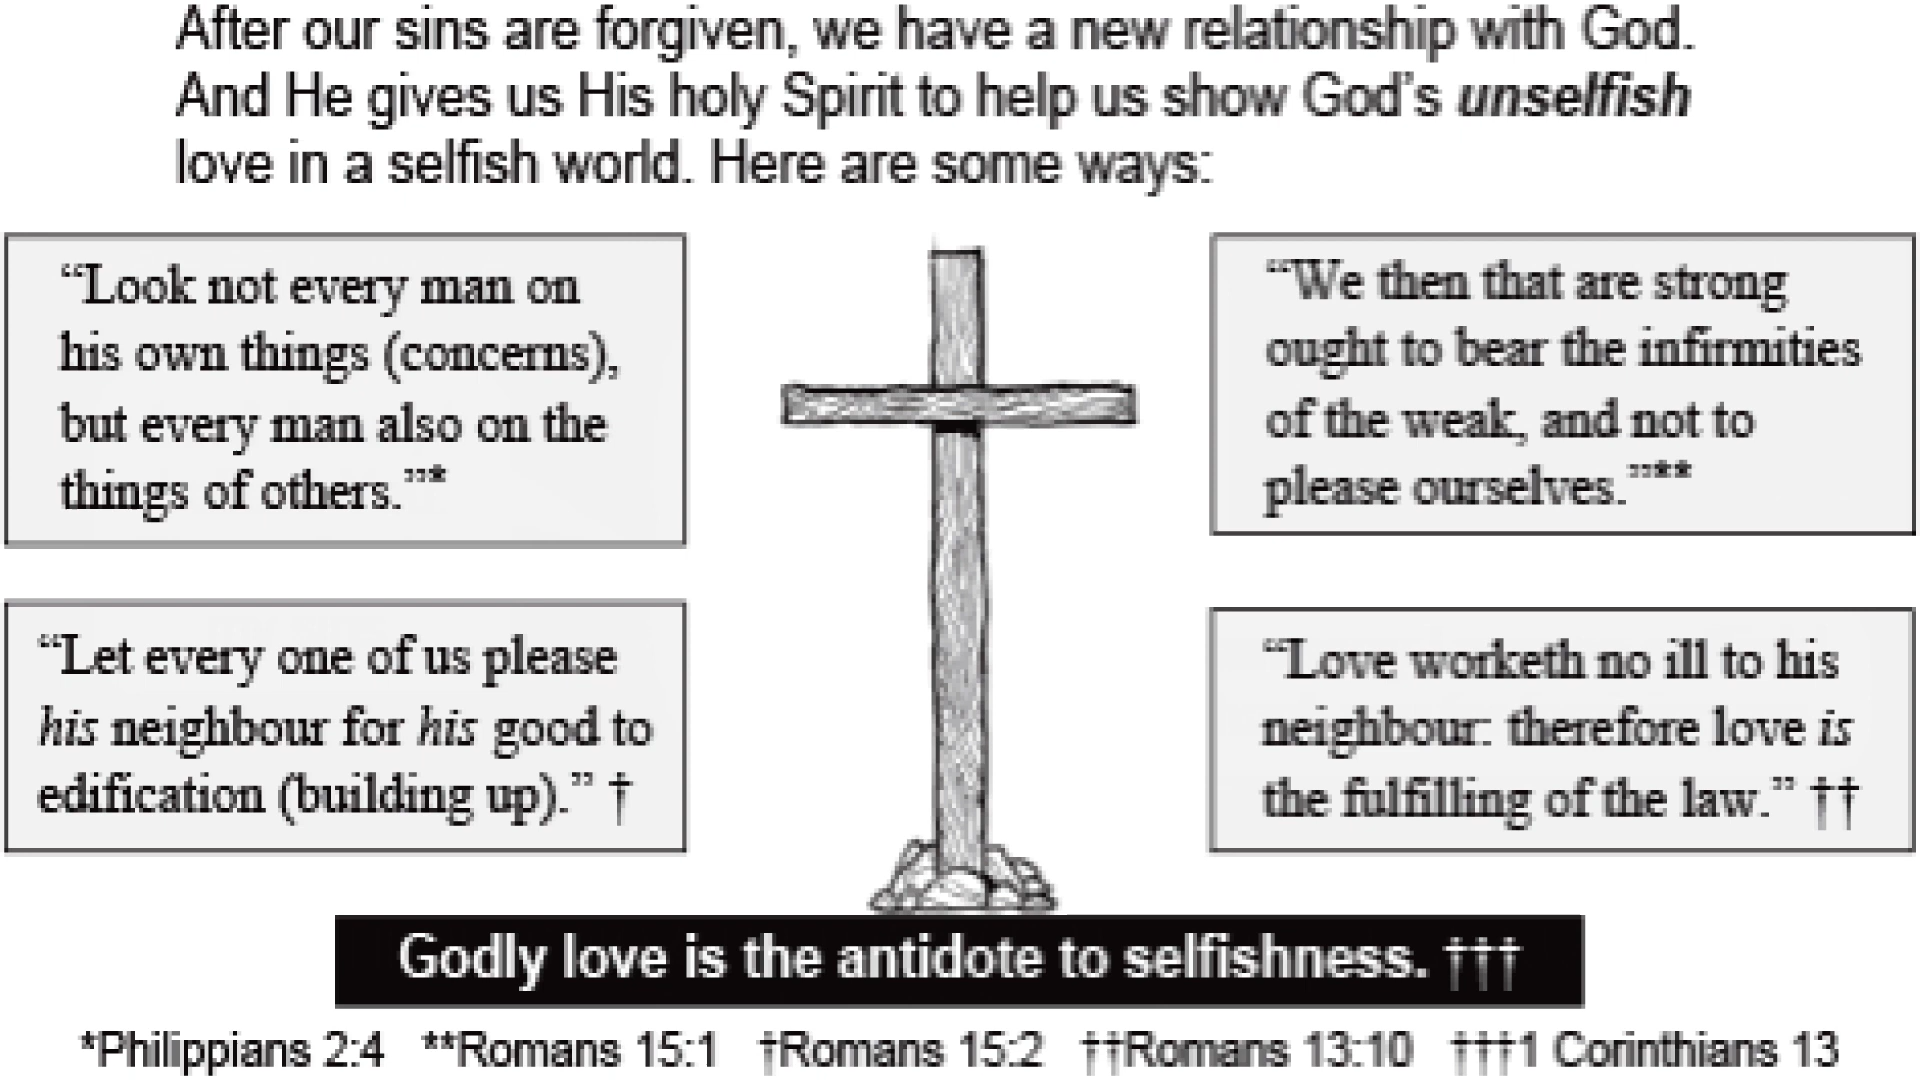 After our sins are forgiven, we have a new relationship with God.
And He gives us His holy Spirit to help us show God's unselfish
love in a selfish world. Here are some ways:
“Look not every man on
his own things (concerns),
but every man also on the
things of others.”*
“We then that are strong
ought to bear the infirmities
of the weak, and not to
please ourselves.”**
“Let every one of us please
his neighbour for his good to
edification (building up).” †
“Love worketh no ill to his
neighbour: therefore love is
the fulfilling of the law.” ††
Godly love is the antidote to selfishness. †††
*Philippians 2:4 **Romans 15:1 †Romans 15:2 ††Romans 13:10 †††1 Corinthians 13